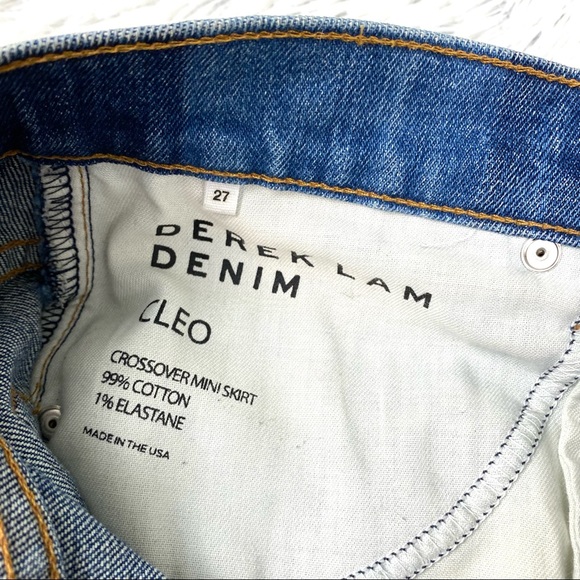 27
DEREK LAM
DENIM
CLEO
CROSSOVER MINI SKIRT
99% COTTON
1% ELASTANE
MADE IN THE USA